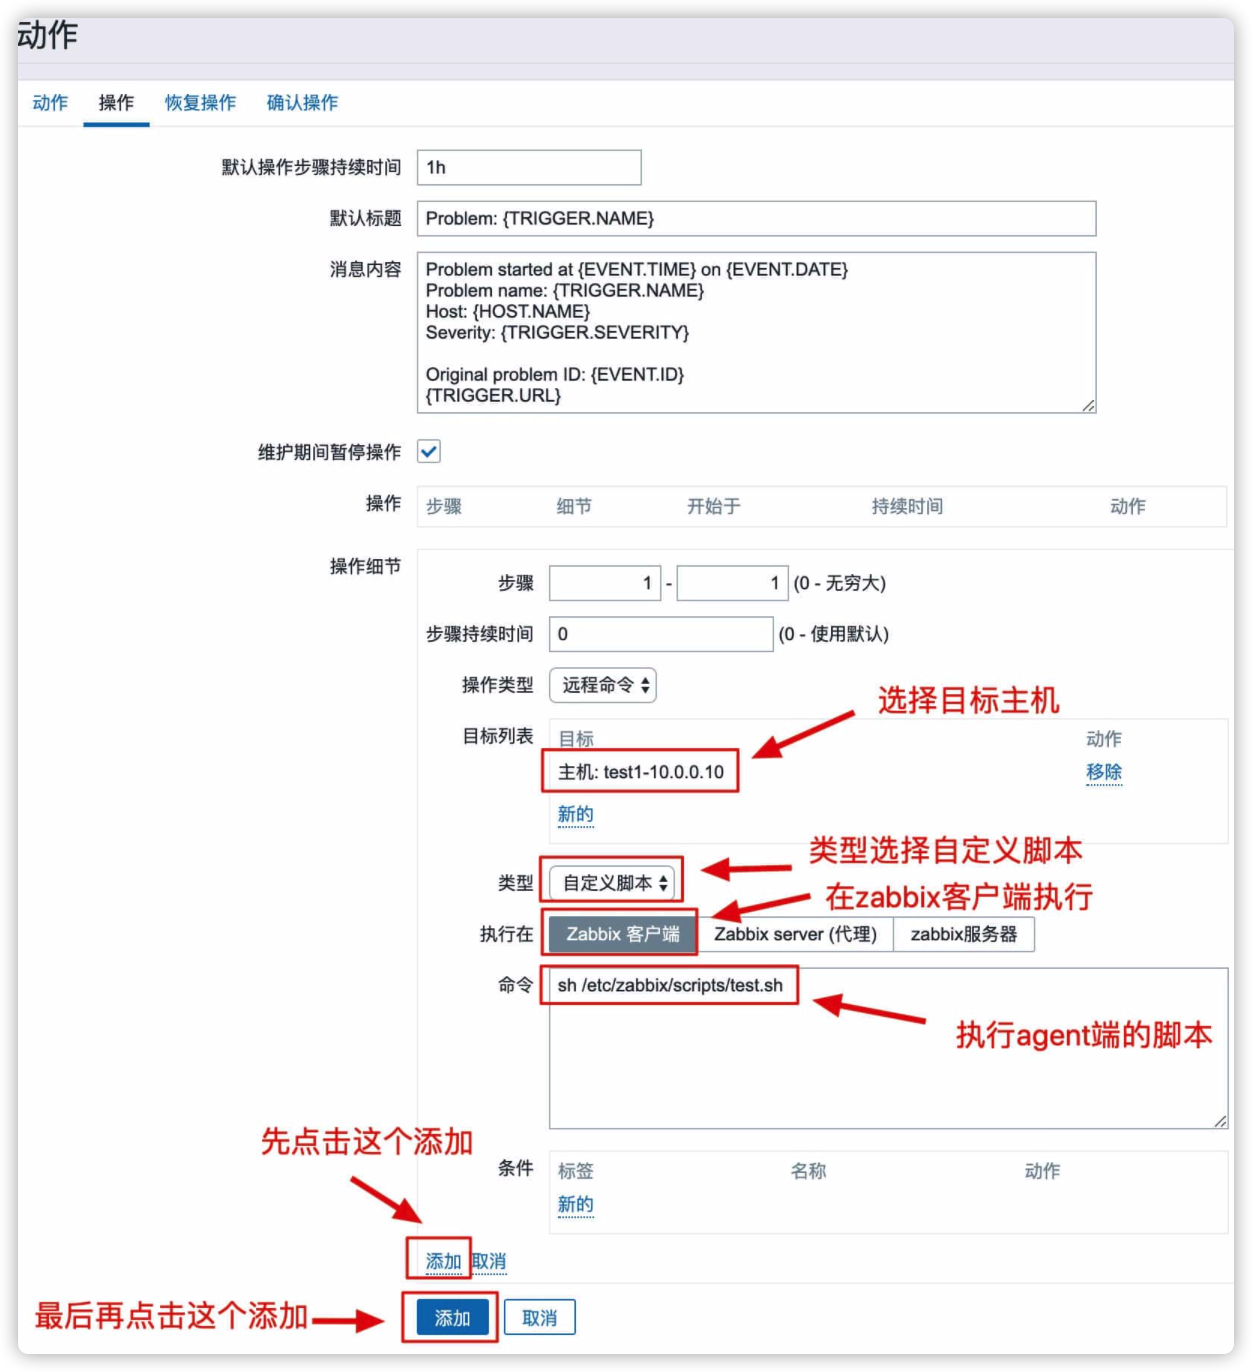 动作
动作 操作 恢复操作 确认操作
默认操作步骤持续时间 1h
默认标题 Problem: {TRIGGER.NAME}
消息内容 Problem started at {EVENT.TIME} on {EVENT.DATE}
Problem name: {TRIGGER.NAME}
Host: {HOST.NAME}
Severity: {TRIGGER.SEVERITY}
Original problem ID: {EVENT.ID}
{TRIGGER.URL}
维护期间暂停操作
操作 步骤 细节 开始于 持续时间 动作
操作细节
步骤 1 - 1 (0 - 无穷大)
步骤持续时间 0 (0 - 使用默认)
操作类型 远程命令
选择目标主机
目标列表 目标 动作
主机: test1-10.0.0.10 移除
新的
类型选择自定义脚本
类型 自定义脚本
在zabbix客户端执行
执行在 Zabbix 客户端 Zabbix server (代理) zabbix服务器
命令 sh /etc/zabbix/scripts/test.sh
执行agent端的脚本
先点击这个添加
条件 标签 名称 动作
新的
添加 取消
最后再点击这个添加 添加 取消